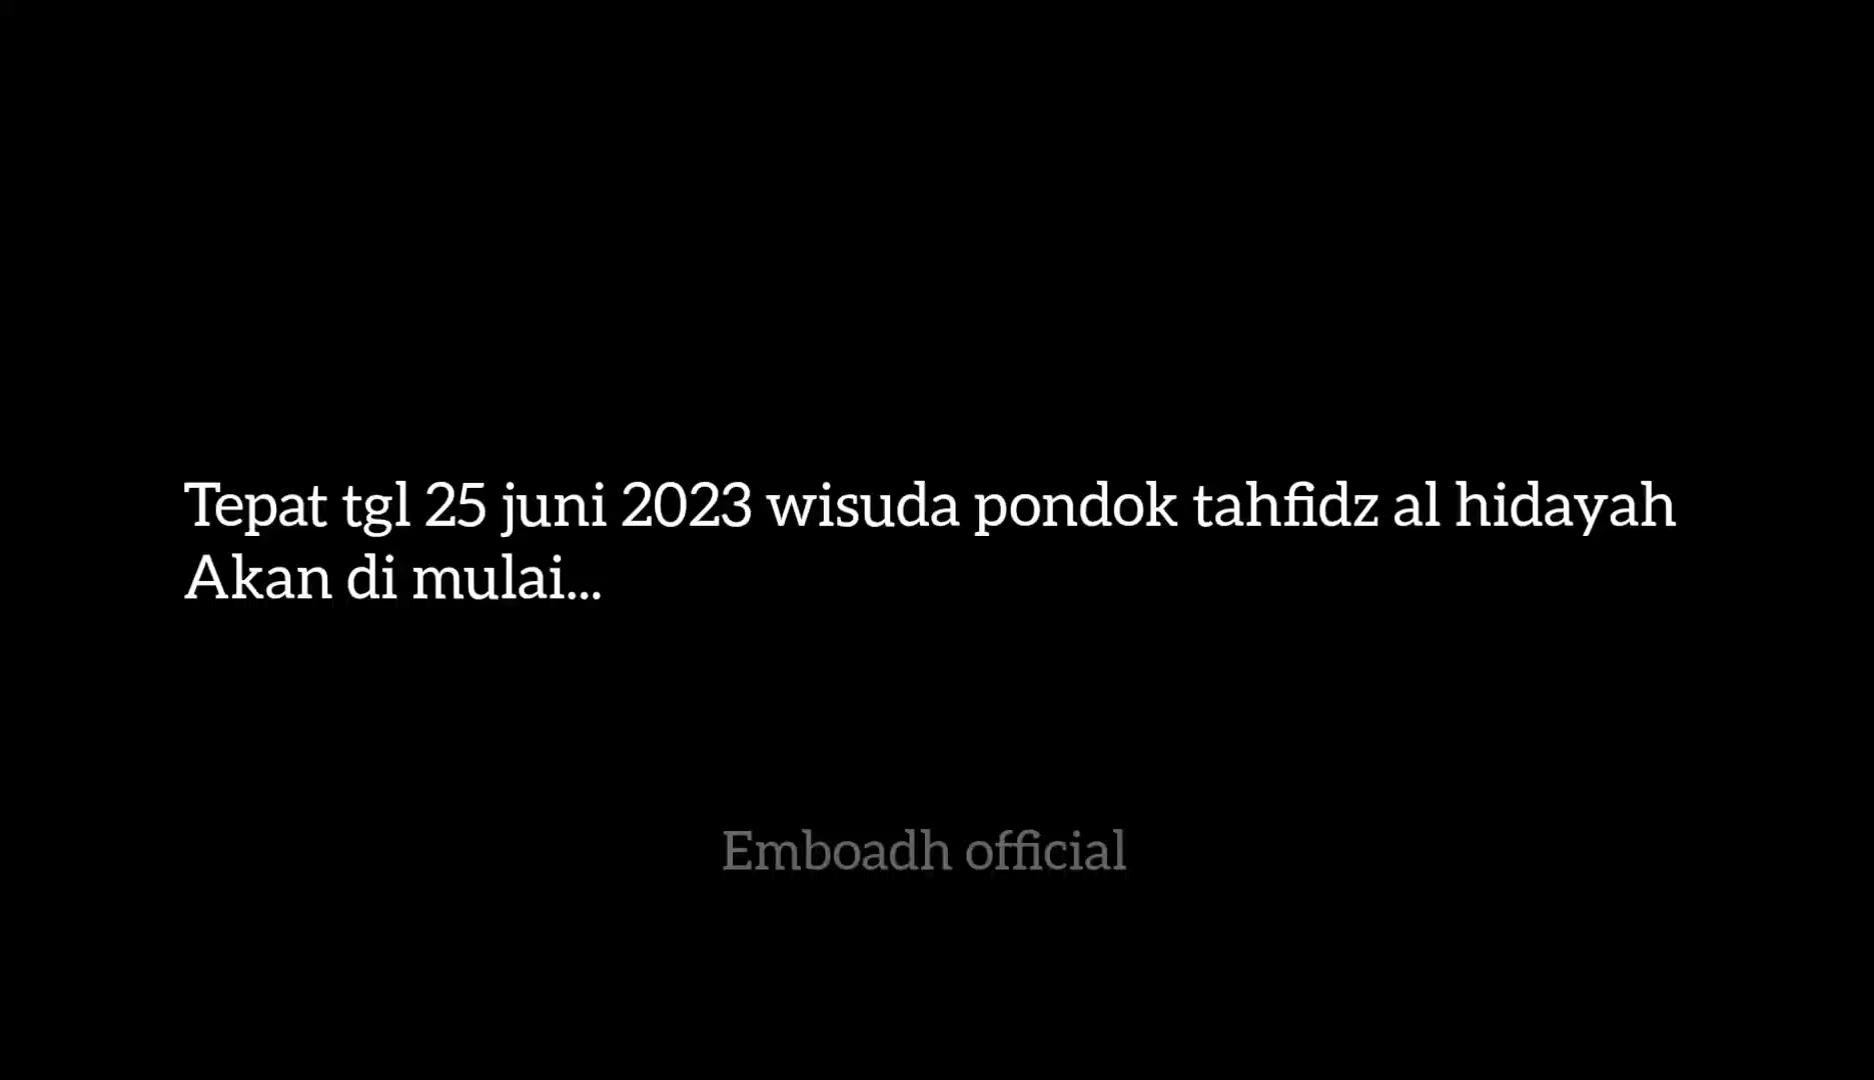 Tepat tgl 25 juni 2023 wisuda pondok tahfidz al hidayah
Akan di mulai...
Emboadh official